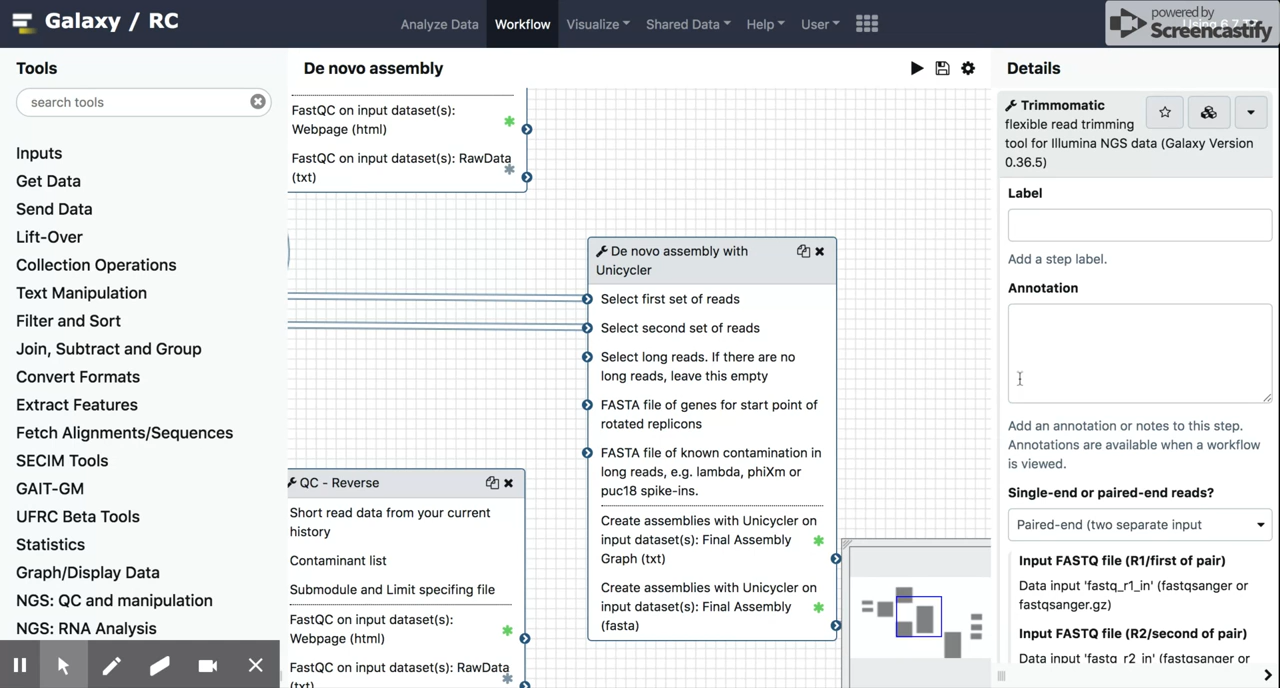 Galaxy / RC
Analyze Data
Workflow
Visualize
Shared Data
Help
User
powered by
Screencastify
Tools
search tools
Inputs
Get Data
Send Data
Lift-Over
Collection Operations
Text Manipulation
Filter and Sort
Join, Subtract and Group
Convert Formats
Extract Features
Fetch Alignments/Sequences
SECIM Tools
GAIT-GM
UFRC Beta Tools
Statistics
Graph/Display Data
NGS: QC and manipulation
NGS: RNA Analysis
De novo assembly
FastQC on input dataset(s):
Webpage (html)
FastQC on input dataset(s): RawData
(txt)
De novo assembly with
Unicycler
Select first set of reads
Select second set of reads
Select long reads. If there are no
long reads, leave this empty
FASTA file of genes for start point of
rotated replicons
FASTA file of known contamination in
long reads, e.g. lambda, phiXm or
puc18 spike-ins.
Create assemblies with Unicycler on
input dataset(s): Final Assembly
Graph (txt)
Create assemblies with Unicycler on
input dataset(s): Final Assembly
(fasta)
QC - Reverse
Short read data from your current
history
Contaminant list
Submodule and Limit specifing file
FastQC on input dataset(s):
Webpage (html)
FastQC on input dataset(s): RawData
(txt)
Details
Trimmomatic
flexible read trimming
tool for Illumina NGS data (Galaxy Version
0.36.5)
Label
Add a step label.
Annotation
Add an annotation or notes to this step.
Annotations are available when a workflow
is viewed.
Single-end or paired-end reads?
Paired-end (two separate input
Input FASTQ file (R1/first of pair)
Data input 'fastq_r1_in' (fastqsanger or
fastqsanger.gz)
Input FASTQ file (R2/second of pair)
Data input 'fastq_r2_in' (fastqsanger or